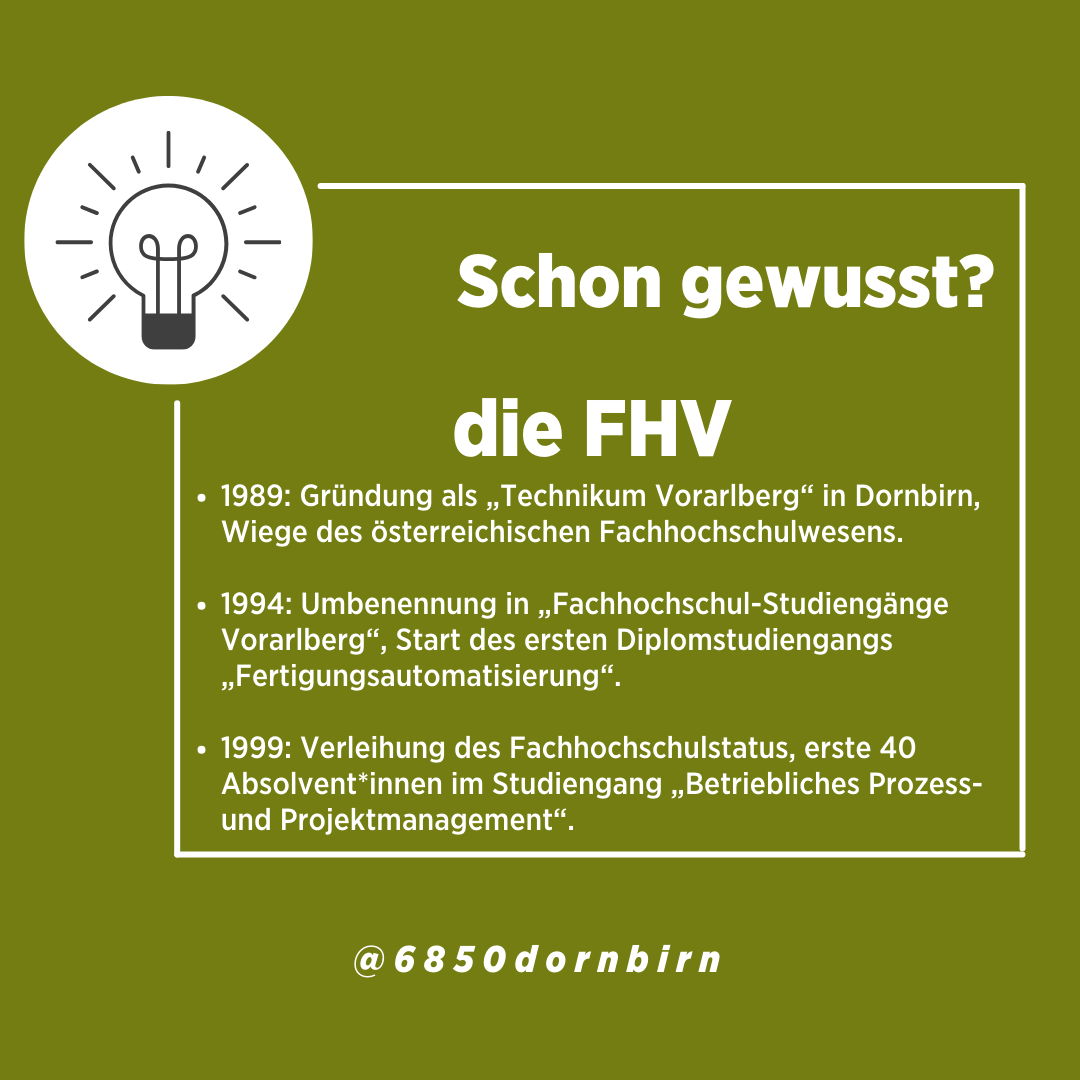 Schon gewusst?
die FHV
• 1989: Gründung als „Technikum Vorarlberg“ in Dornbirn,
Wiege des österreichischen Fachhochschulwesens.
• 1994: Umbenennung in „Fachhochschul-Studiengänge
Vorarlberg“, Start des ersten Diplomstudiengangs
„Fertigungsautomatisierung“.
• 1999: Verleihung des Fachhochschulstatus, erste 40
Absolvent*innen im Studiengang „Betriebliches Prozess-
und Projektmanagement“.
@6850dornbirn